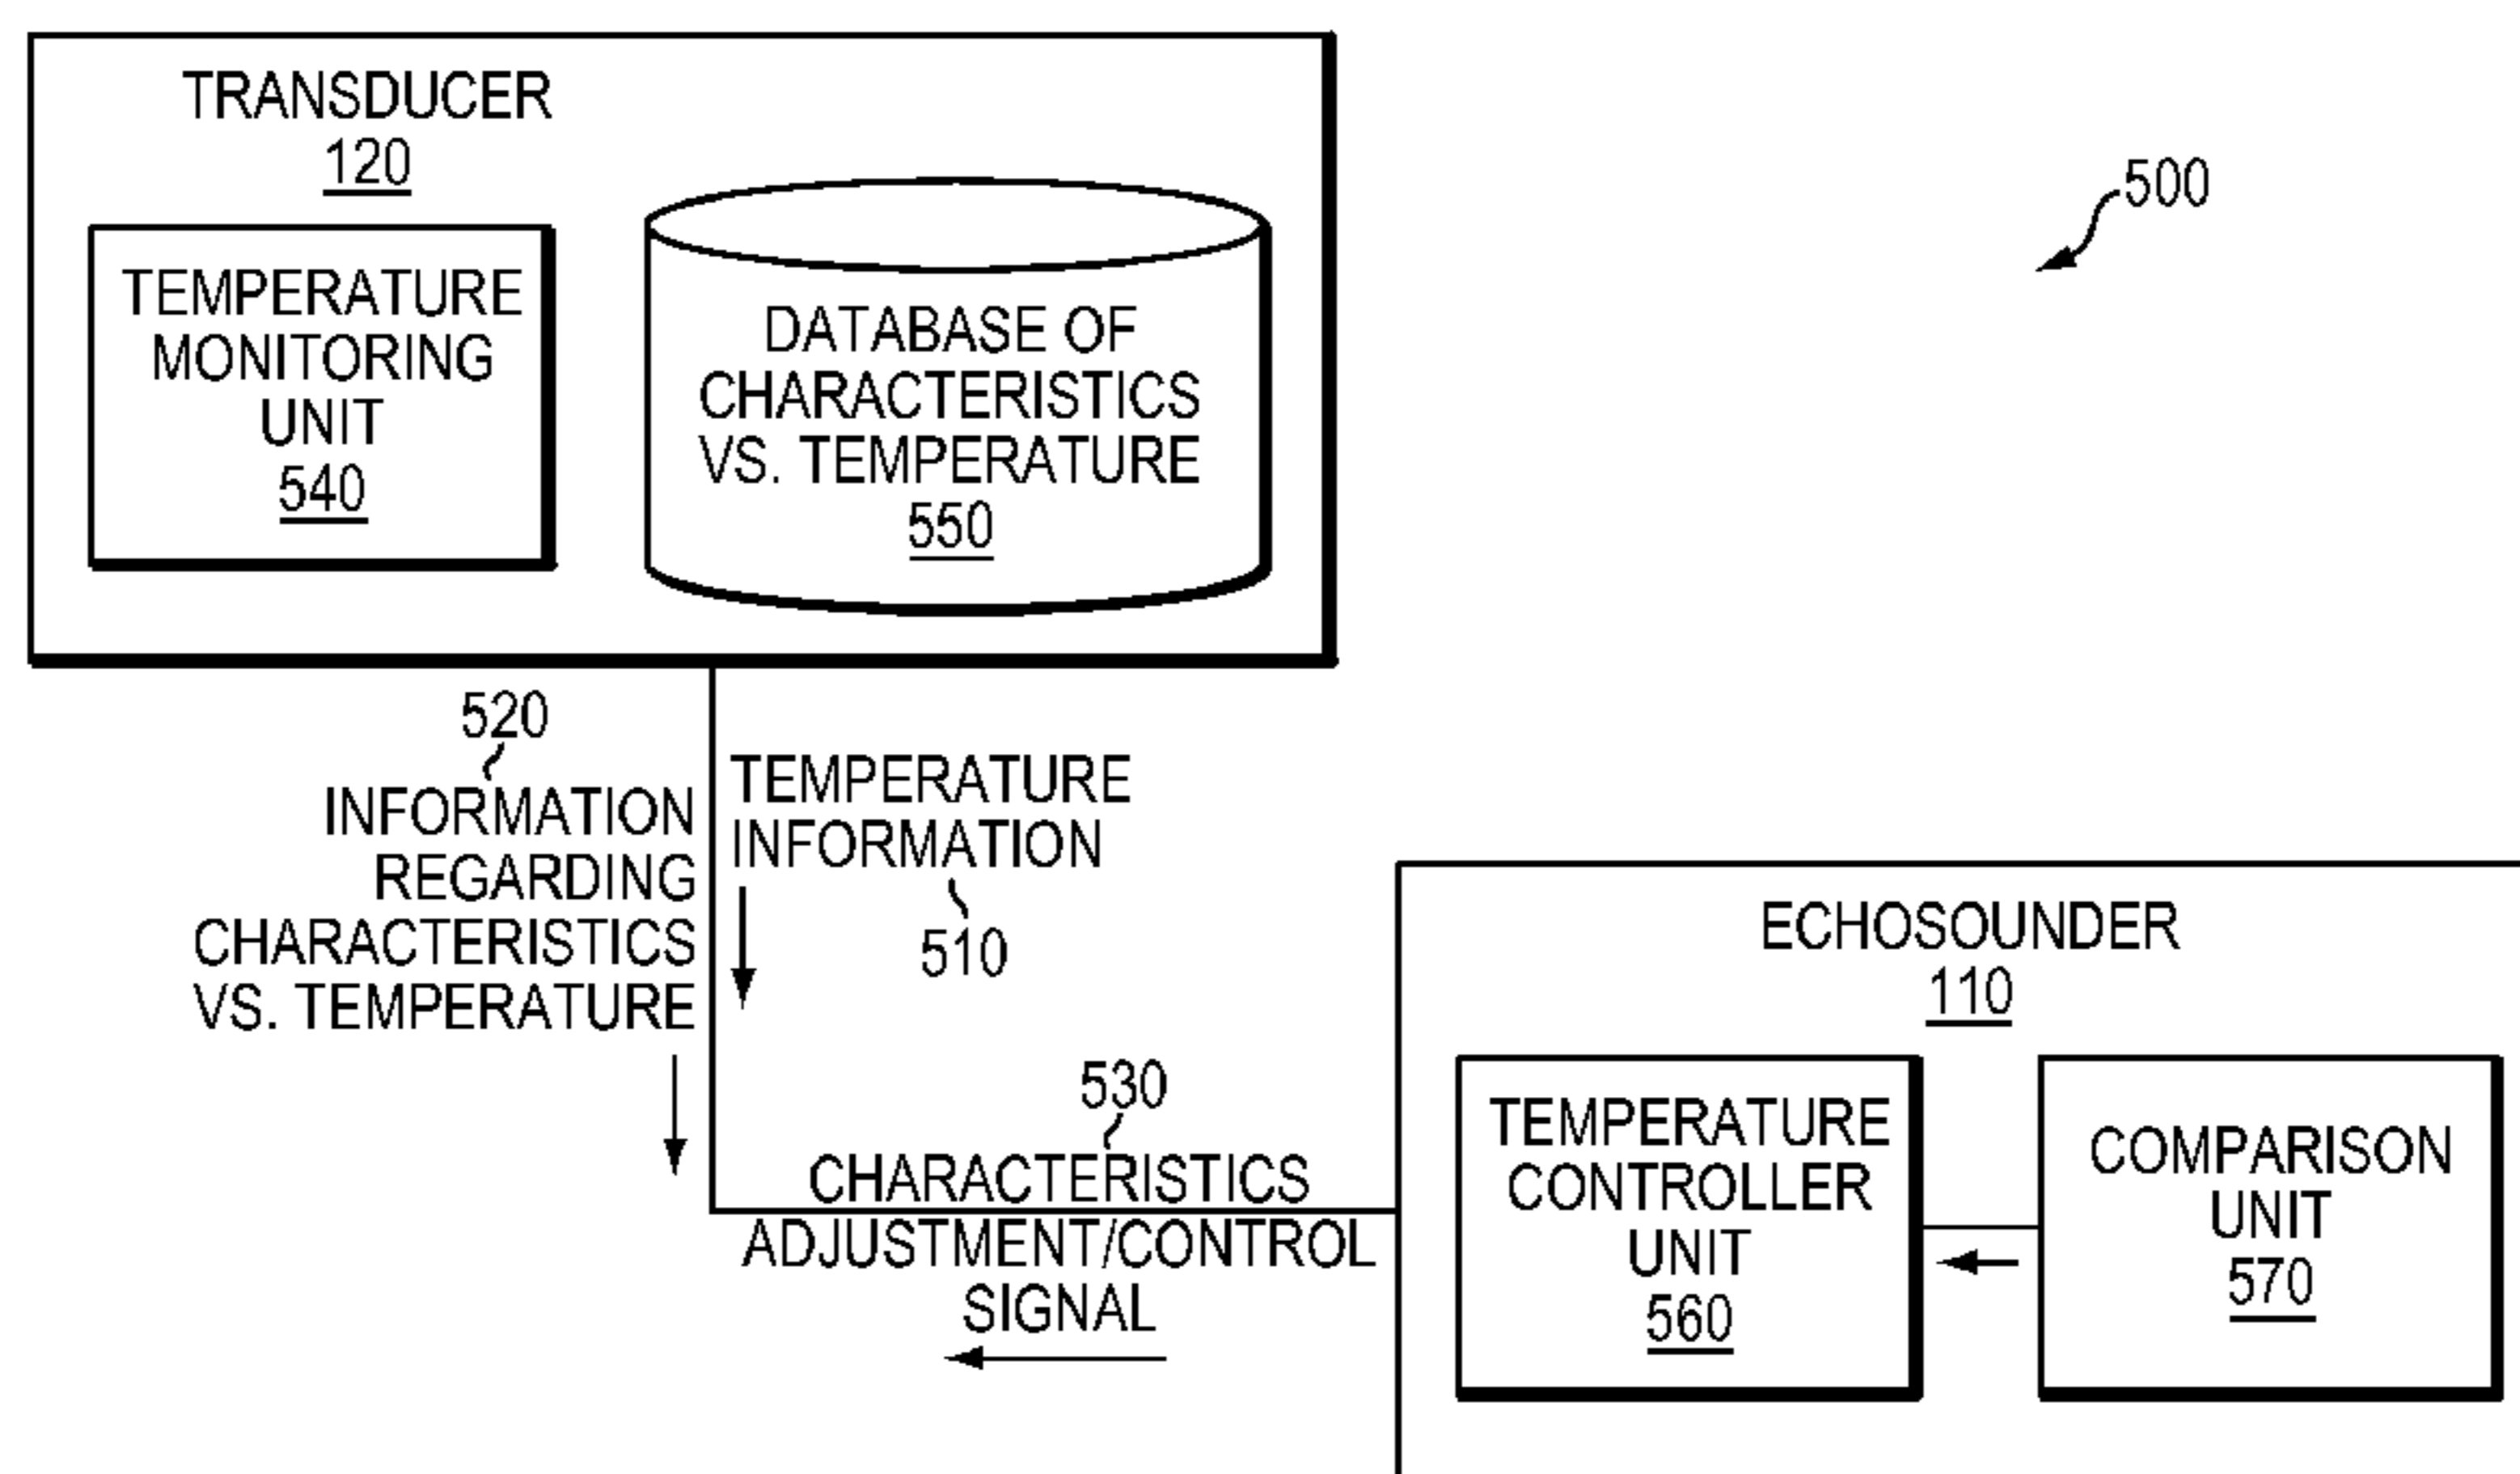 TRANSDUCER
120
TEMPERATURE
MONITORING
UNIT
540
DATABASE OF
CHARACTERISTICS
VS. TEMPERATURE
550
500
520
INFORMATION
REGARDING
CHARACTERISTICS
VS. TEMPERATURE
TEMPERATURE
INFORMATION
510
530
CHARACTERISTICS
ADJUSTMENT/CONTROL
SIGNAL
ECHOSOUNDER
110
TEMPERATURE
CONTROLLER
UNIT
560
COMPARISON
UNIT
570